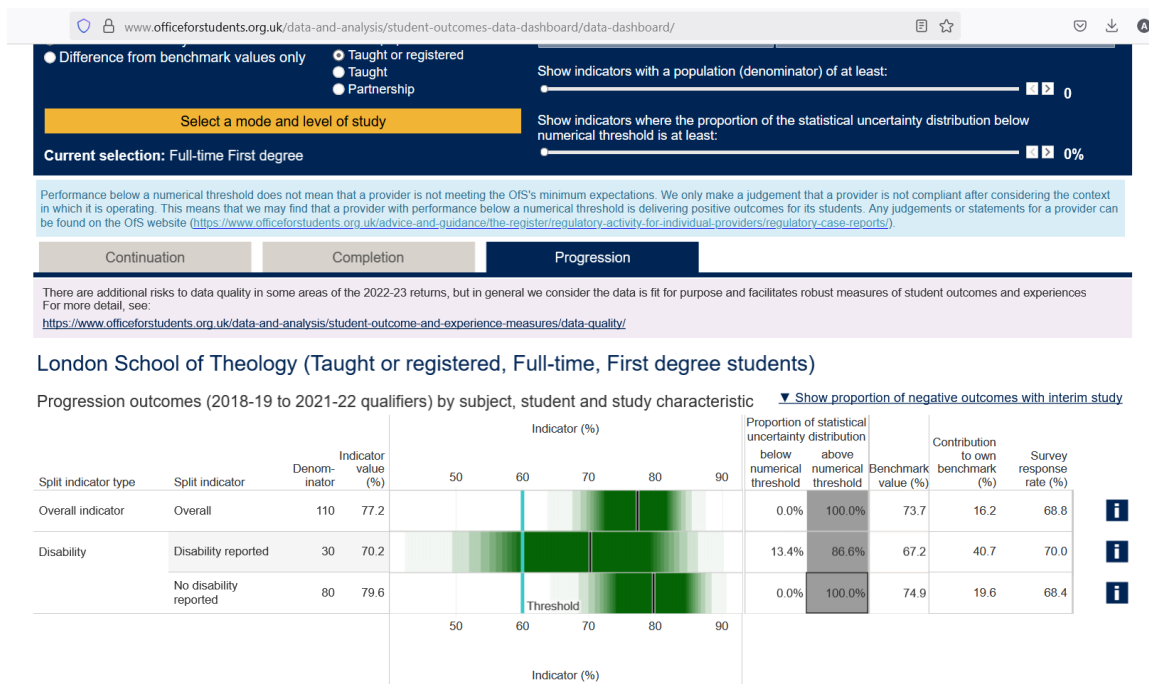 www.officeforstudents.org.uk/data-and-analysis/student-outcomes-data-dashboard/data-dashboard/
Difference from benchmark values only
Taught or registered
Taught
Partnership
Show indicators with a population (denominator) of at least:
0
Select a mode and level of study
Show indicators where the proportion of the statistical uncertainty distribution below
numerical threshold is at least:
0%
Current selection: Full-time First degree
Performance below a numerical threshold does not mean that a provider is not meeting the OfS's minimum expectations. We only make a judgement that a provider is not compliant after considering the context
in which it is operating. This means that we may find that a provider with performance below a numerical threshold is delivering positive outcomes for its students. Any judgements or statements for a provider can
be found on the OfS website (https://www.officeforstudents.org.uk/advice-and-guidance/the-register/regulatory-activity-for-individual-providers/regulatory-case-reports/).
Continuation Completion Progression
There are additional risks to data quality in some areas of the 2022-23 returns, but in general we consider the data is fit for purpose and facilitates robust measures of student outcomes and experiences
For more detail, see:
https://www.officeforstudents.org.uk/data-and-analysis/student-outcome-and-experience-measures/data-quality/
London School of Theology (Taught or registered, Full-time, First degree students)
Progression outcomes (2018-19 to 2021-22 qualifiers) by subject, student and study characteristic
▼ Show proportion of negative outcomes with interim study
Split indicator type
Split indicator
Denom-
inator
Indicator
value
(%)
Indicator (%)
50 60 70 80 90
Proportion of statistical
uncertainty distribution
below
numerical
threshold
above
numerical
threshold
Benchmark
value (%)
Contribution
to own
benchmark
(%)
Survey
response
rate (%)
Overall indicator Overall 110 77.2 0.0% 100.0% 73.7 16.2 68.8 i
Disability Disability reported 30 70.2 13.4% 86.6% 67.2 40.7 70.0 i
No disability
reported
80 79.6 0.0% 100.0% 74.9 19.6 68.4 i
Threshold
50 60 70 80 90
Indicator (%)